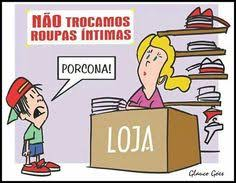 NÃO TROCAMOS
ROUPAS ÍNTIMAS
PORCONA!
LOJA
Glauco Góes